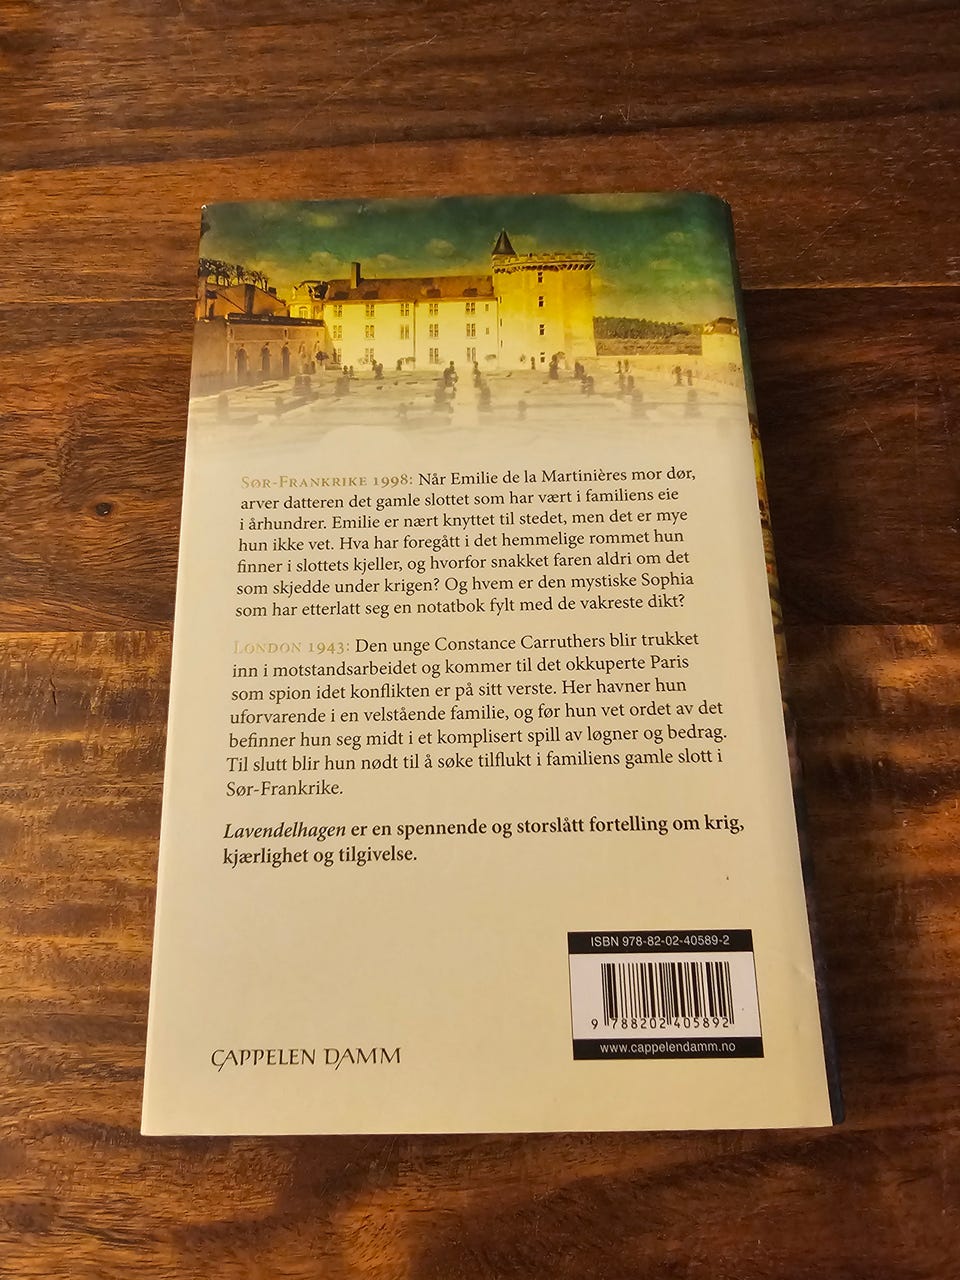 SØR-FRANKRIKE 1998: Når Emilie de la Martinières mor dør,
arver datteren det gamle slottet som har vært i familiens eie
i århundrer. Emilie er nært knyttet til stedet, men det er mye
hun ikke vet. Hva har foregått i det hemmelige rommet hun
finner i slottets kjeller, og hvorfor snakket faren aldri om det
som skjedde under krigen? Og hvem er den mystiske Sophia
som har etterlatt seg en notatbok fylt med de vakreste dikt?
LONDON 1943: Den unge Constance Carruthers blir trukket
inn i motstandsarbeidet og kommer til det okkuperte Paris
som spion idet konflikten er på sitt verste. Her havner hun
uforvarende i en velstående familie, og før hun vet ordet av det
befinner hun seg midt i et komplisert spill av løgner og bedrag.
Til slutt blir hun nødt til å søke tilflukt i familiens gamle slott i
Sør-Frankrike.
Lavendelhagen er en spennende og storslått fortelling om krig,
kjærlighet og tilgivelse.
ISBN 978-82-02-40589-2
9 788202 405892
www.cappelendamm.no
CAPPELEN DAMM